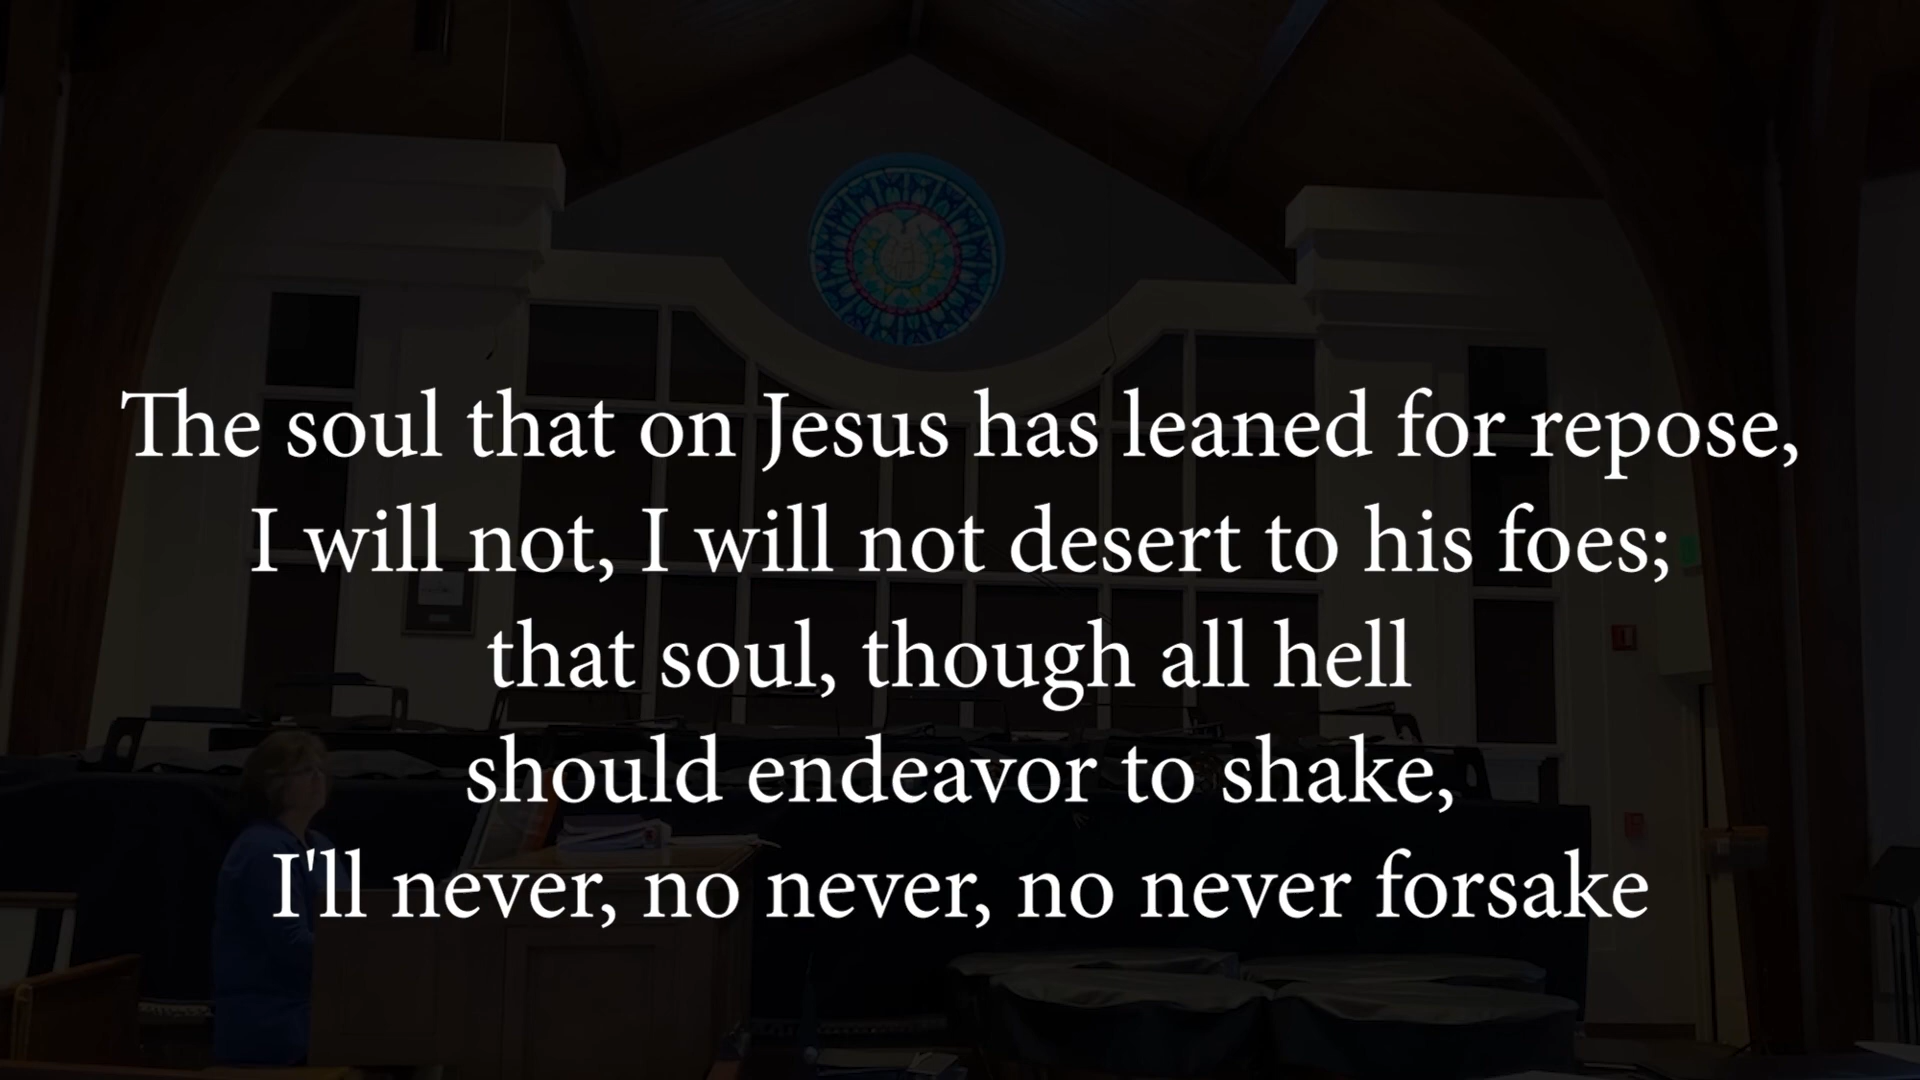 The soul that on Jesus has leaned for repose,
I will not, I will not desert to his foes;
that soul, though all hell
should endeavor to shake,
I'll never, no never, no never forsake